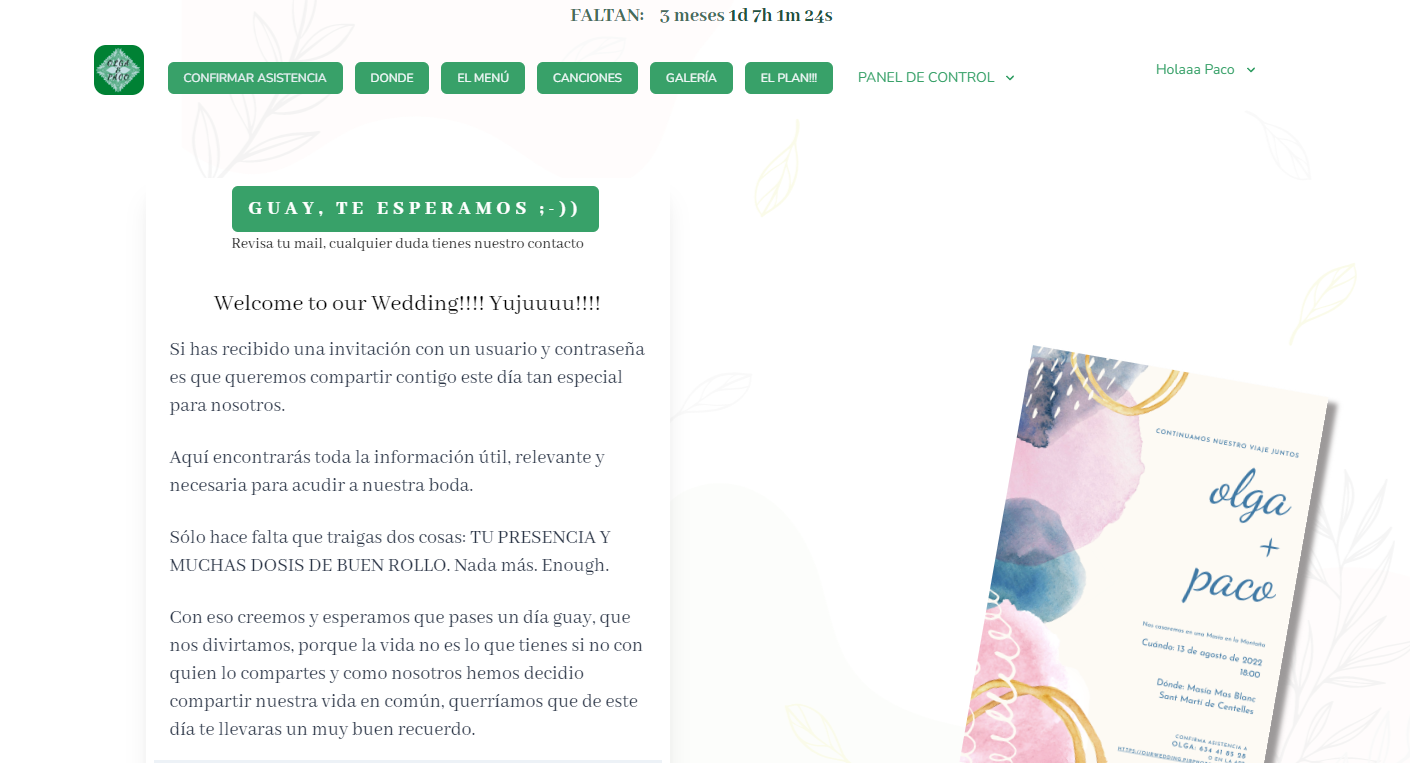 FALTAN: 3 meses 1d 7h 1m 24s
OLGA
&
PACO
CONFIRMAR ASISTENCIA
DONDE
EL MENÚ
CANCIONES
GALERÍA
EL PLAN!!!
PANEL DE CONTROL
Holaaa Paco
GUAY, TE ESPERAMOS ;-))
Revisa tu mail, cualquier duda tienes nuestro contacto
Welcome to our Wedding!!!! Yujuuuu!!!!
Si has recibido una invitación con un usuario y contraseña
es que queremos compartir contigo este día tan especial
para nosotros.
Aquí encontrarás toda la información útil, relevante y
necesaria para acudir a nuestra boda.
Sólo hace falta que traigas dos cosas: TU PRESENCIA Y
MUCHAS DOSIS DE BUEN ROLLO. Nada más. Enough.
Con eso creemos y esperamos que pases un día guay, que
nos divirtamos, porque la vida no es lo que tienes si no con
quien lo compartes y como nosotros hemos decidio
compartir nuestra vida en común, querríamos que de este
día te llevaras un muy buen recuerdo.
CONTINUAMOS NUESTRO VIAJE JUNTOS
olga
+
paco
Nos casaremos en una Masía en la Montaña
Cuándo: 13 de agosto de 2022
18:00
Dónde: Masia Mas Blanc
Sant Martí de Centelles
CONFIRMA ASISTENCIA A
OLGA: 634 41 85 28
O EN LA